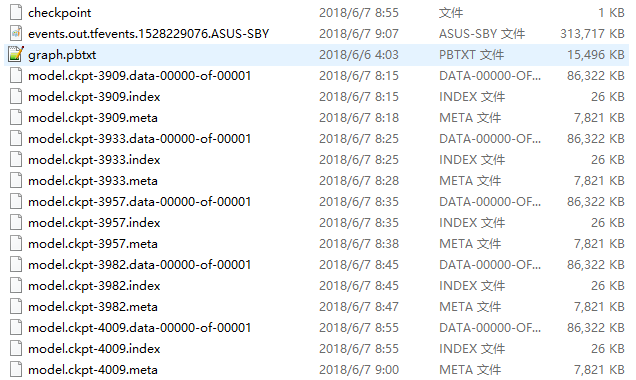 checkpoint 2018/6/7 8:55 文件 1 KB
events.out.tfevents.1528229076.ASUS-SBY 2018/6/7 9:07 ASUS-SBY 文件 313,717 KB
graph.pbtxt 2018/6/6 4:03 PBTXT 文件 15,496 KB
model.ckpt-3909.data-00000-of-00001 2018/6/7 8:15 DATA-00000-OF... 86,322 KB
model.ckpt-3909.index 2018/6/7 8:15 INDEX 文件 26 KB
model.ckpt-3909.meta 2018/6/7 8:18 META 文件 7,821 KB
model.ckpt-3933.data-00000-of-00001 2018/6/7 8:25 DATA-00000-OF... 86,322 KB
model.ckpt-3933.index 2018/6/7 8:25 INDEX 文件 26 KB
model.ckpt-3933.meta 2018/6/7 8:28 META 文件 7,821 KB
model.ckpt-3957.data-00000-of-00001 2018/6/7 8:35 DATA-00000-OF... 86,322 KB
model.ckpt-3957.index 2018/6/7 8:35 INDEX 文件 26 KB
model.ckpt-3957.meta 2018/6/7 8:38 META 文件 7,821 KB
model.ckpt-3982.data-00000-of-00001 2018/6/7 8:45 DATA-00000-OF... 86,322 KB
model.ckpt-3982.index 2018/6/7 8:45 INDEX 文件 26 KB
model.ckpt-3982.meta 2018/6/7 8:47 META 文件 7,821 KB
model.ckpt-4009.data-00000-of-00001 2018/6/7 8:55 DATA-00000-OF... 86,322 KB
model.ckpt-4009.index 2018/6/7 8:55 INDEX 文件 26 KB
model.ckpt-4009.meta 2018/6/7 9:00 META 文件 7,821 KB